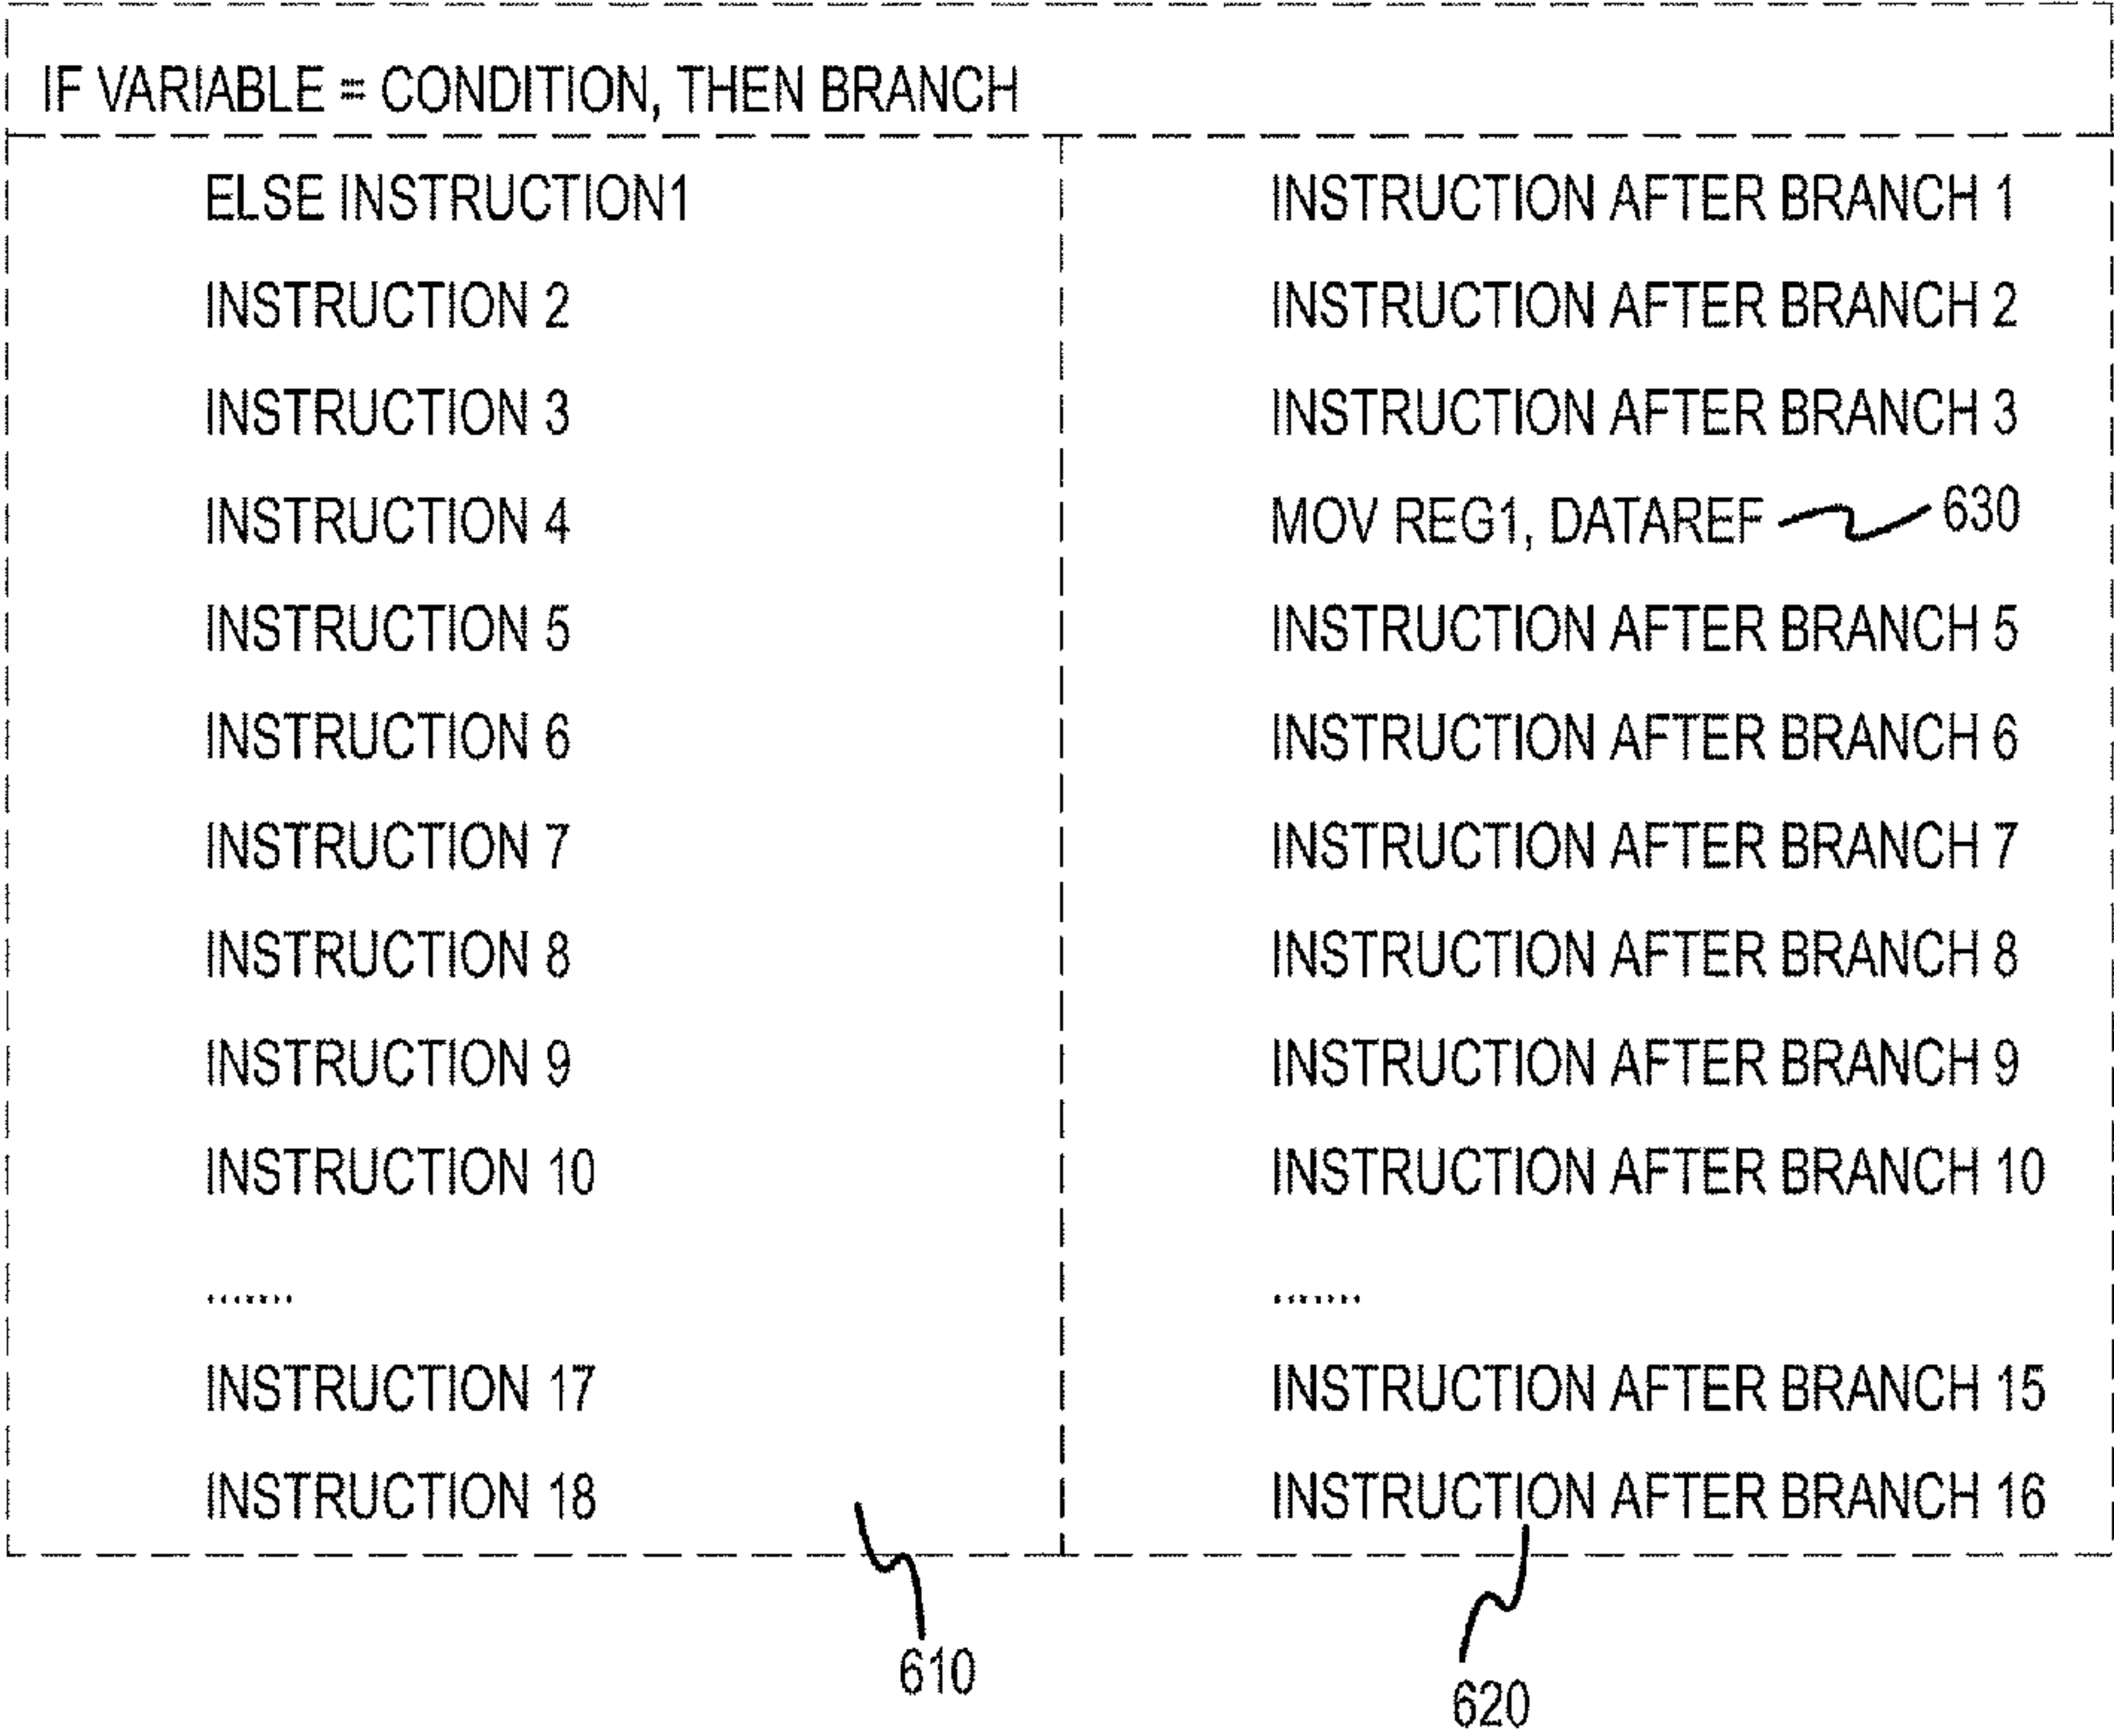 IF VARIABLE = CONDITION, THEN BRANCH
ELSE INSTRUCTION1
INSTRUCTION 2
INSTRUCTION 3
INSTRUCTION 4
INSTRUCTION 5
INSTRUCTION 6
INSTRUCTION 7
INSTRUCTION 8
INSTRUCTION 9
INSTRUCTION 10
.......
INSTRUCTION 17
INSTRUCTION 18
610
INSTRUCTION AFTER BRANCH 1
INSTRUCTION AFTER BRANCH 2
INSTRUCTION AFTER BRANCH 3
MOV REG1, DATAREF 630
INSTRUCTION AFTER BRANCH 5
INSTRUCTION AFTER BRANCH 6
INSTRUCTION AFTER BRANCH 7
INSTRUCTION AFTER BRANCH 8
INSTRUCTION AFTER BRANCH 9
INSTRUCTION AFTER BRANCH 10
.......
INSTRUCTION AFTER BRANCH 15
INSTRUCTION AFTER BRANCH 16
620